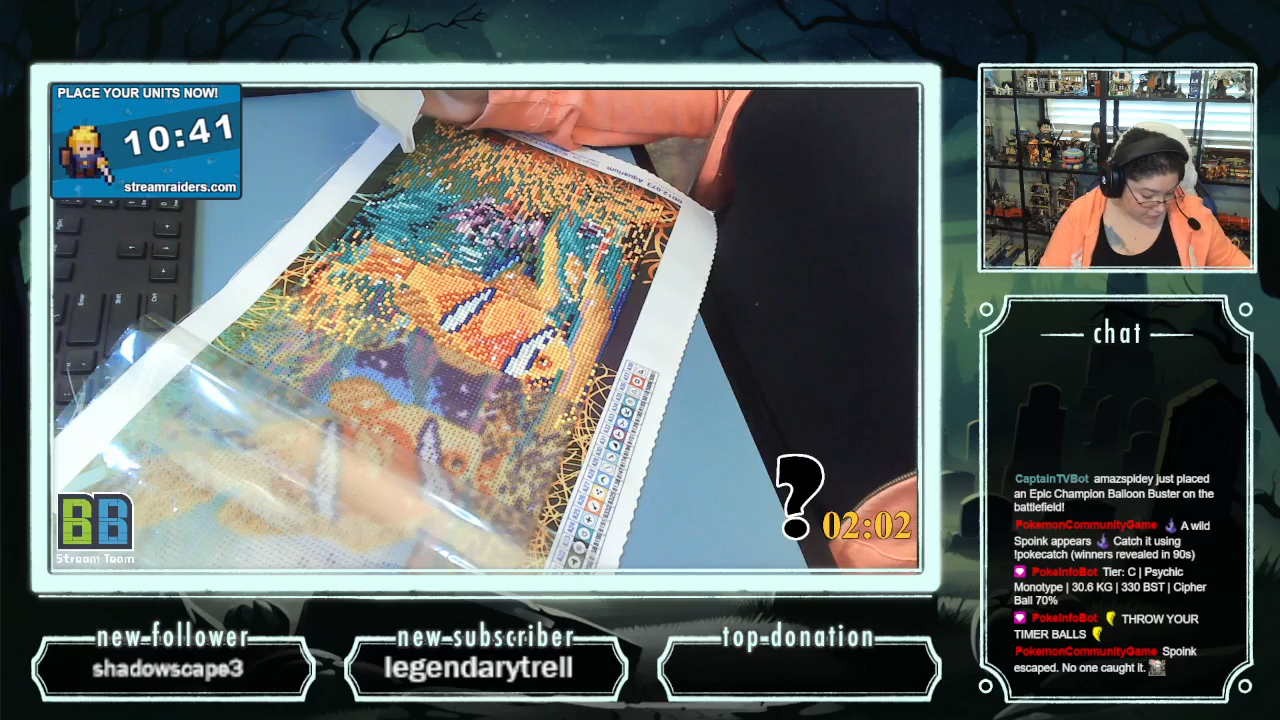 PLACE YOUR UNITS NOW!
10:41
streamraiders.com
Aquarium
BB
Stream Team
?
02:02
chat
CaptainTVBot amazspidey just placed
an Epic Champion Balloon Buster on the
battlefield!
PokemonCommunityGame A wild
Spoink appears Catch it using
!pokecatch (winners revealed in 90s)
PokeInfoBot Tier: C | Psychic
Monotype | 30.6 KG | 330 BST | Cipher
Ball 70%
PokeInfoBot THROW YOUR
TIMER BALLS
PokemonCommunityGame Spoink
escaped. No one caught it.
new follower
shadowscape3
new subscriber
legendarytrell
top donation